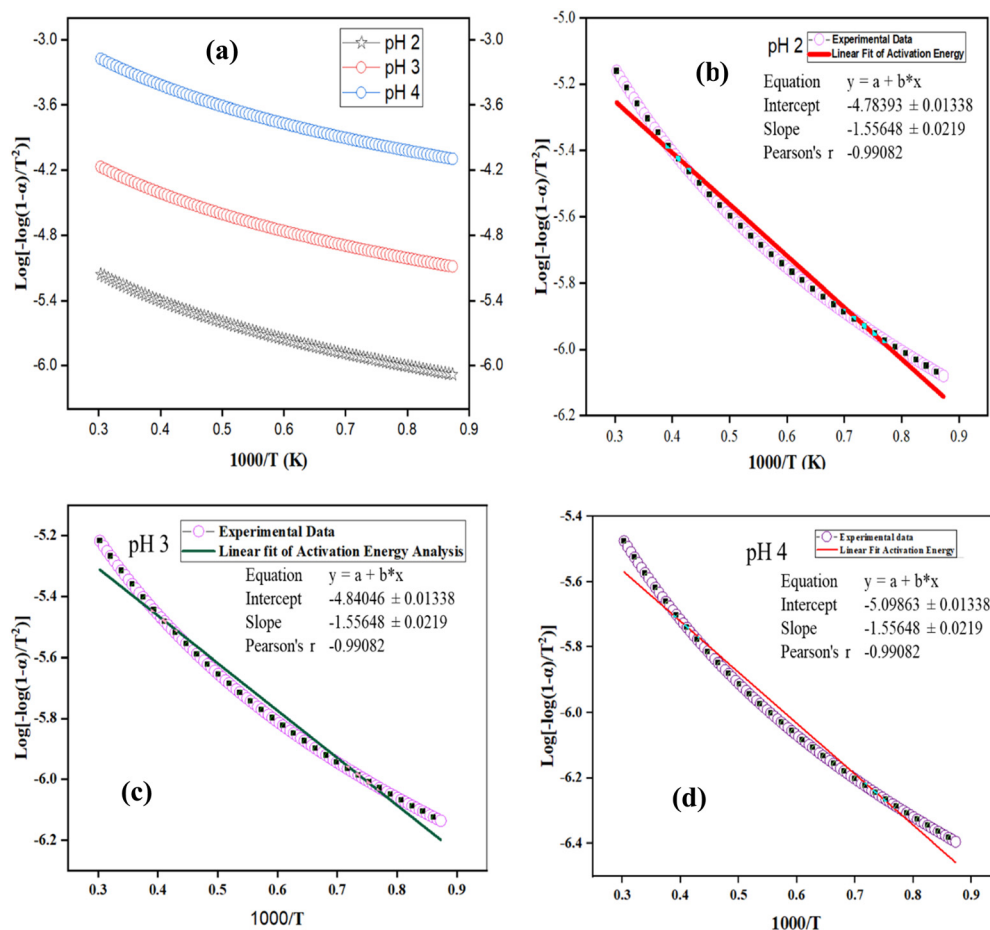 (a)
pH 2
pH 3
pH 4
-3.0
-3.6
-4.2
-4.8
-5.4
-6.0
-3.0
-3.6
-4.2
-4.8
-5.4
-6.0
Log[-log(1-α)/T²)]
0.3 0.4 0.5 0.6 0.7 0.8 0.9
1000/T (K)
pH 2
(b)
Experimental Data
Linear Fit of Activation Energy
Equation y = a + b*x
Intercept -4.78393 ± 0.01338
Slope -1.55648 ± 0.0219
Pearson's r -0.99082
-5.0
-5.2
-5.4
-5.6
-5.8
-6.0
-6.2
Log[-log(1-α)/T²)]
0.3 0.4 0.5 0.6 0.7 0.8 0.9
1000/T (K)
pH 3
Experimental Data
Linear fit of Activation Energy Analysis
Equation y = a + b*x
Intercept -4.84046 ± 0.01338
Slope -1.55648 ± 0.0219
Pearson's r -0.99082
(c)
-5.2
-5.4
-5.6
-5.8
-6.0
-6.2
Log[-log(1-α)/T²)]
0.3 0.4 0.5 0.6 0.7 0.8 0.9
1000/T
pH 4
Experimental data
Linear Fit Activation Energy
Equation y = a + b*x
Intercept -5.09863 ± 0.01338
Slope -1.55648 ± 0.0219
Pearson's r -0.99082
(d)
-5.4
-5.6
-5.8
-6.0
-6.2
-6.4
Log[-log(1-α)/T²)]
0.3 0.4 0.5 0.6 0.7 0.8 0.9
1000/T